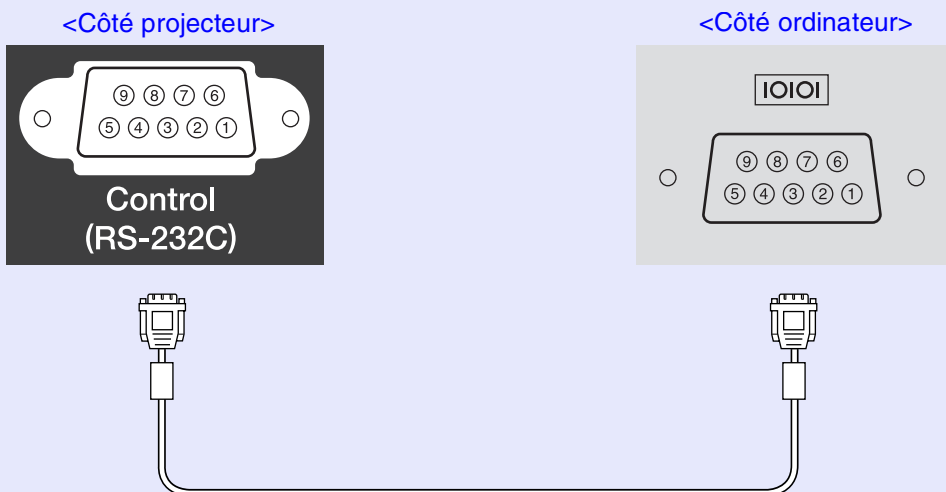 <Côté projecteur>
<Côté ordinateur>
⑨ ⑧ ⑦ ⑥
⑤ ④ ③ ② ①
Control
(RS-232C)
IOIOI
⑨ ⑧ ⑦ ⑥
⑤ ④ ③ ② ①